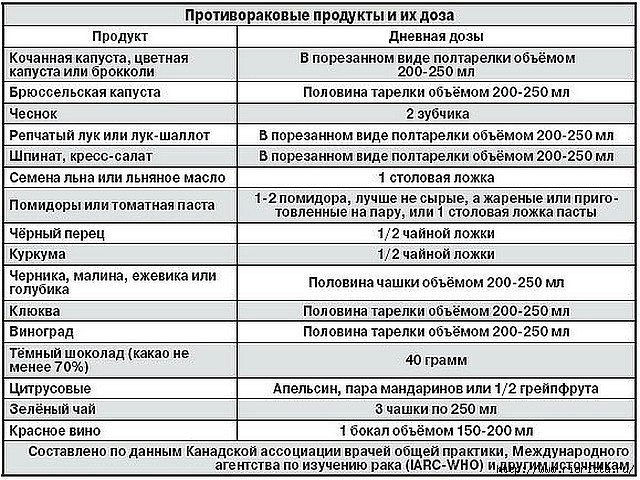 Противораковые продукты и их доза
Продукт Дневная дозы
Кочанная капуста, цветная
капуста или брокколи
В порезанном виде полтарелки объёмом
200-250 мл
Брюссельская капуста Половина тарелки объёмом 200-250 мл
Чеснок 2 зубчика
Репчатый лук или лук-шаллот В порезанном виде полтарелки объёмом 200-250 мл
Шпинат, кресс-салат В порезанном виде полтарелки объёмом 200-250 мл
Семена льна или льняное масло 1 столовая ложка
Помидоры или томатная паста
1-2 помидора, лучше не сырые, а жареные или приго-
товленные на пару, или 1 столовая ложка пасты
Чёрный перец 1/2 чайной ложки
Куркума 1/2 чайной ложки
Черника, малина, ежевика или
голубика
Половина чашки объёмом 200-250 мл
Клюква Половина тарелки объёмом 200-250 мл
Виноград Половина тарелки объёмом 200-250 мл
Тёмный шоколад (какао не
менее 70%)
40 грамм
Цитрусовые Апельсин, пара мандаринов или 1/2 грейпфрута
Зелёный чай 3 чашки по 250 мл
Красное вино 1 бокал объёмом 150-200 мл
Составлено по данным Канадской ассоциации врачей общей практики, Международного
агентства по изучению рака (IARC-WHO) и другим источникам